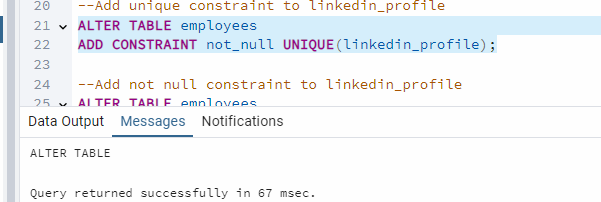 20 --Add unique constraint to linkedin_profile
21 ALTER TABLE employees
22 ADD CONSTRAINT not_null UNIQUE(linkedin_profile);
23
24 --Add not null constraint to linkedin_profile
25 ALTER TABLE employees
Data Output Messages Notifications
ALTER TABLE
Query returned successfully in 67 msec.